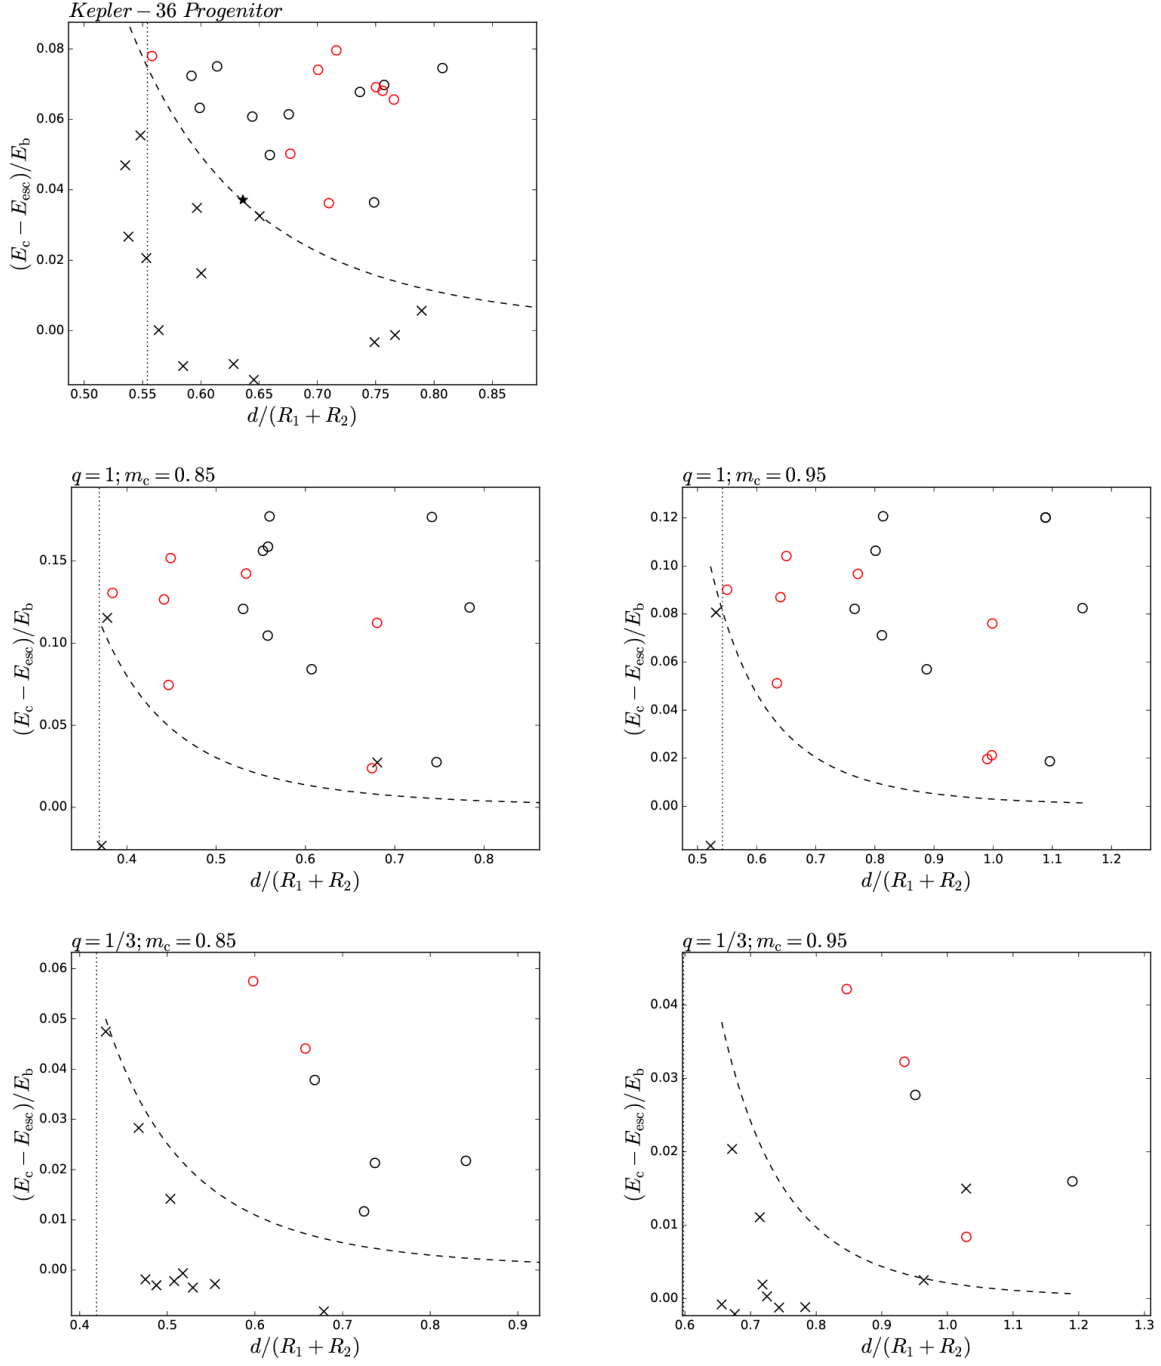 Kepler − 36 Progenitor
(E_c − E_esc)/E_b
0.08
0.06
0.04
0.02
0.00
0.50 0.55 0.60 0.65 0.70 0.75 0.80 0.85
d/(R_1 + R_2)
q = 1; m_c = 0.85
(E_c − E_esc)/E_b
0.15
0.10
0.05
0.00
0.4 0.5 0.6 0.7 0.8
d/(R_1 + R_2)
q = 1; m_c = 0.95
(E_c − E_esc)/E_b
0.12
0.10
0.08
0.06
0.04
0.02
0.00
0.5 0.6 0.7 0.8 0.9 1.0 1.1 1.2
d/(R_1 + R_2)
q = 1/3; m_c = 0.85
(E_c − E_esc)/E_b
0.06
0.05
0.04
0.03
0.02
0.01
0.00
0.4 0.5 0.6 0.7 0.8 0.9
d/(R_1 + R_2)
q = 1/3; m_c = 0.95
(E_c − E_esc)/E_b
0.04
0.03
0.02
0.01
0.00
0.6 0.7 0.8 0.9 1.0 1.1 1.2 1.3
d/(R_1 + R_2)